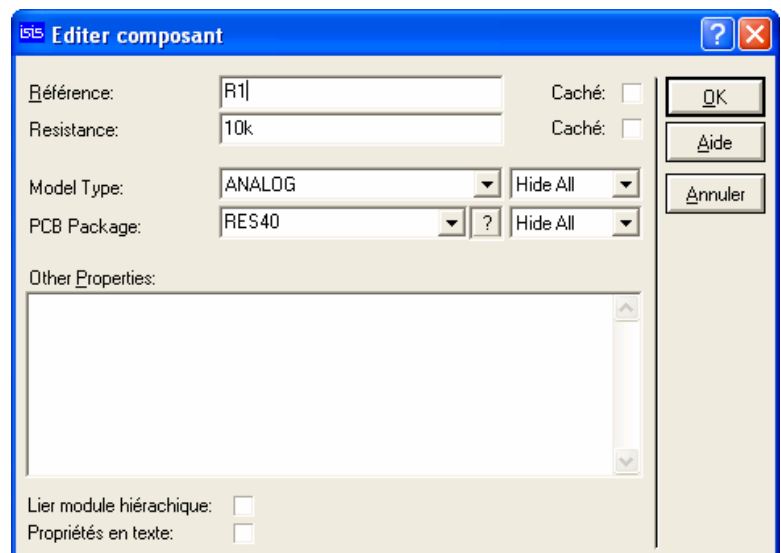 isis Editer composant
Référence: R1 Caché: OK
Resistance: 10k Caché: Aide
Model Type: ANALOG Hide All Annuler
PCB Package: RES40 ? Hide All
Other Properties:
Lier module hiérachique:
Propriétés en texte: